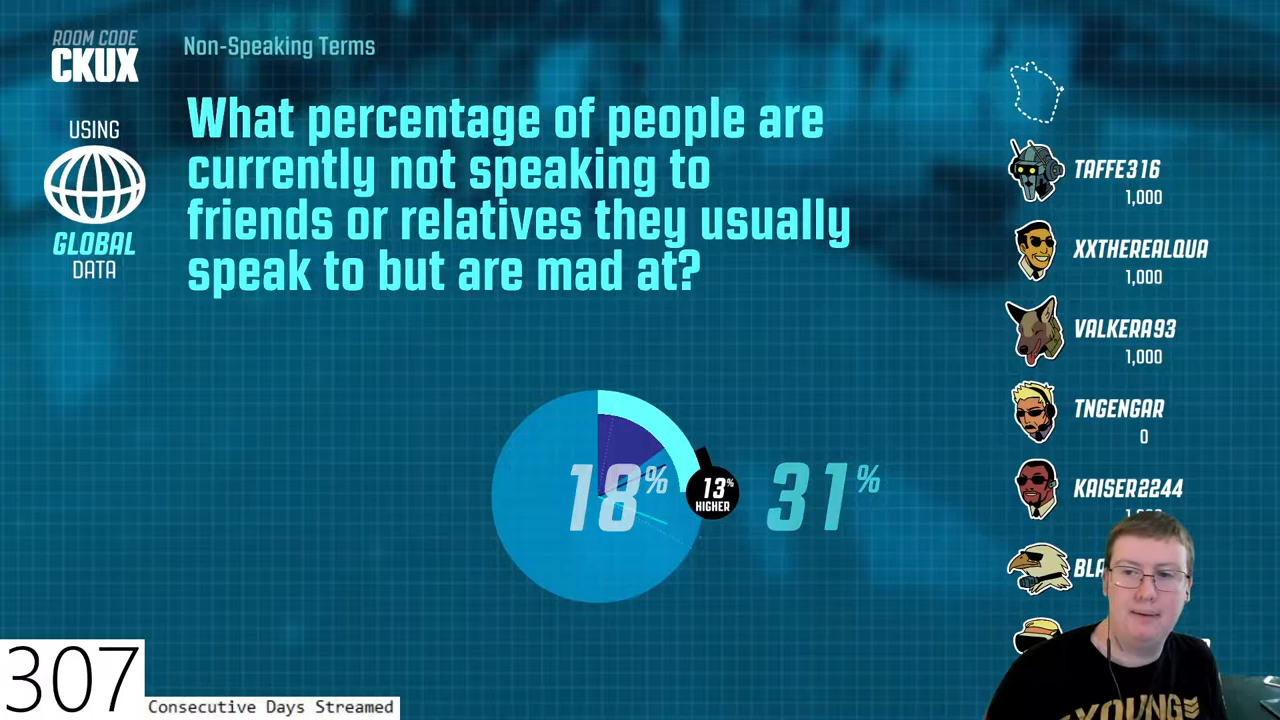 ROOM CODE
CKUX
Non-Speaking Terms
USING
GLOBAL
DATA
What percentage of people are
currently not speaking to
friends or relatives they usually
speak to but are mad at?
18%
13%
HIGHER
31%
TAFFE316
1,000
XXTHEREALQUA
1,000
VALKERA93
1,000
TNGENGAR
0
KAISER2244
307
Consecutive Days Streamed
YOUNG